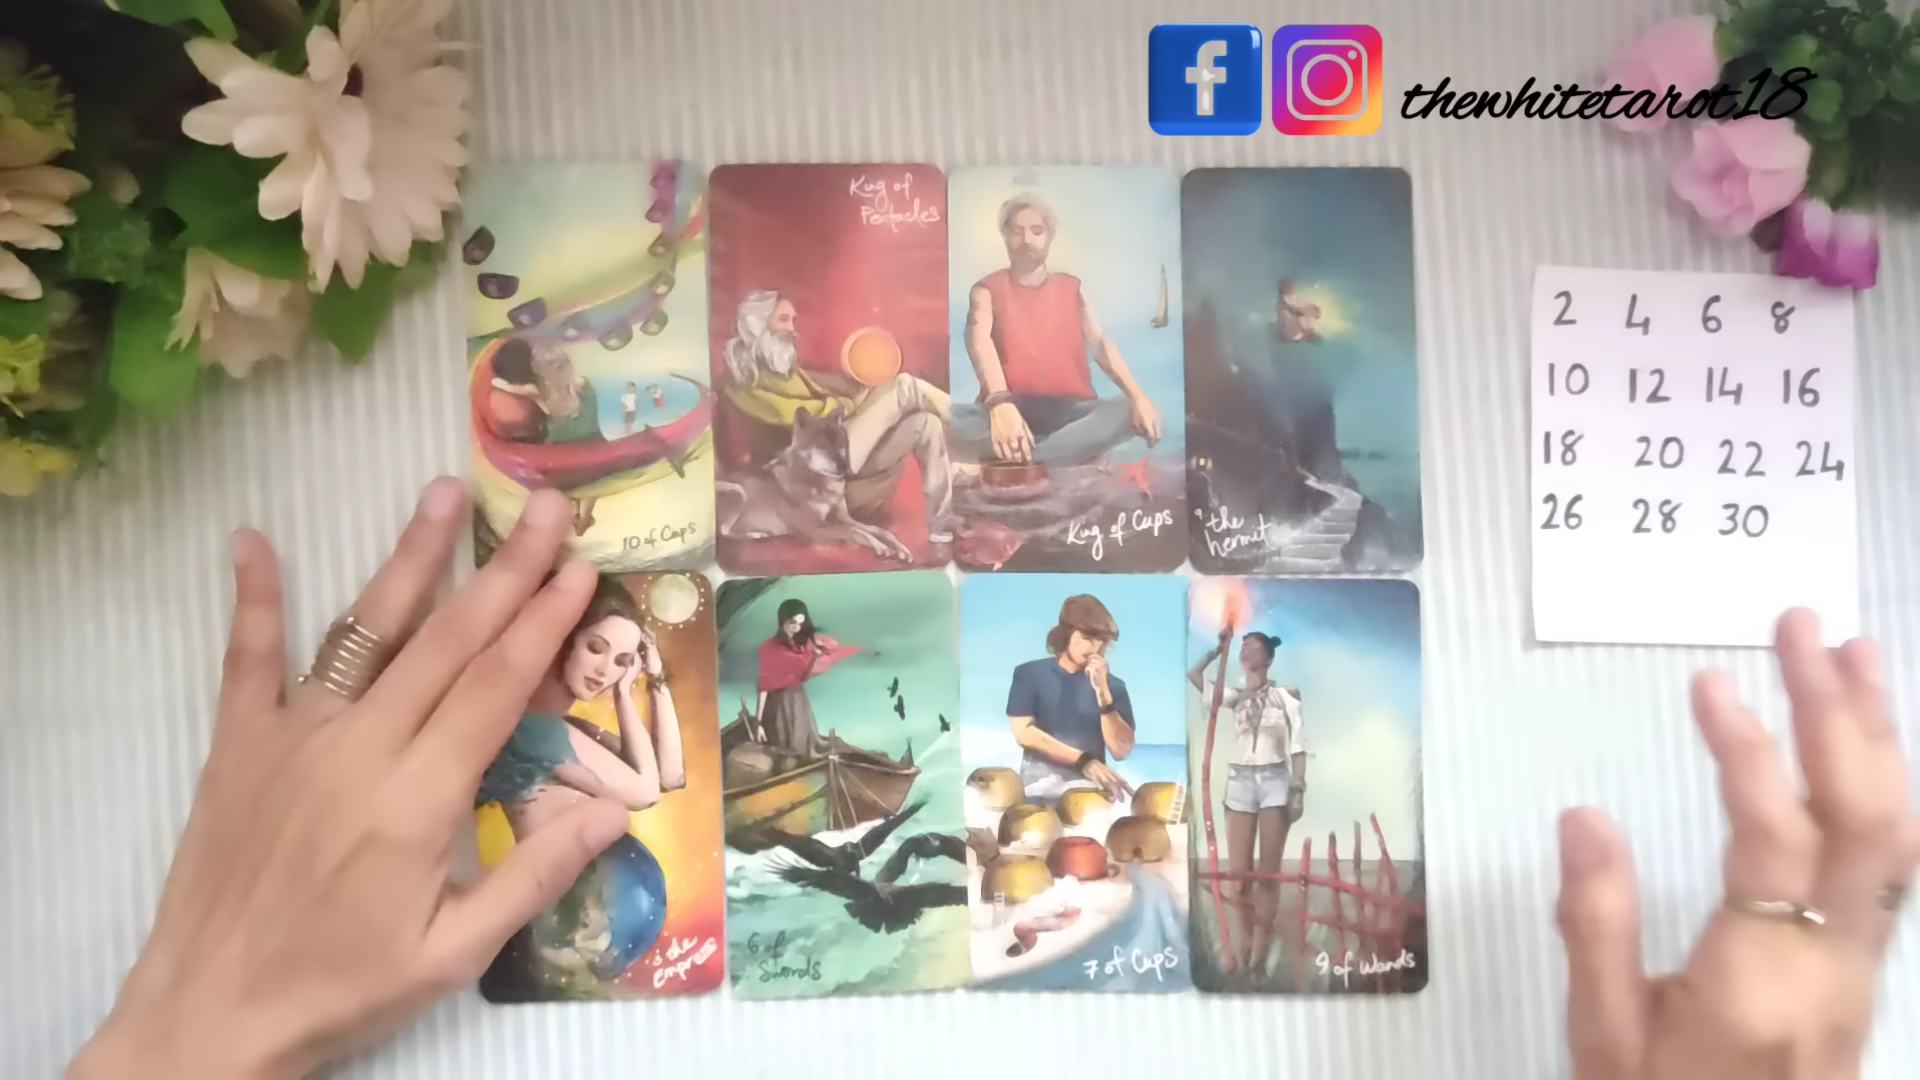 f
thewhitetarot18
King of
Pentacles
10 of Cups
King of Cups
9 the
hermit
2 4 6 8
10 12 14 16
18 20 22 24
26 28 30
3 the
Empress
6 of
Swords
7 of Cups
9 of Wands